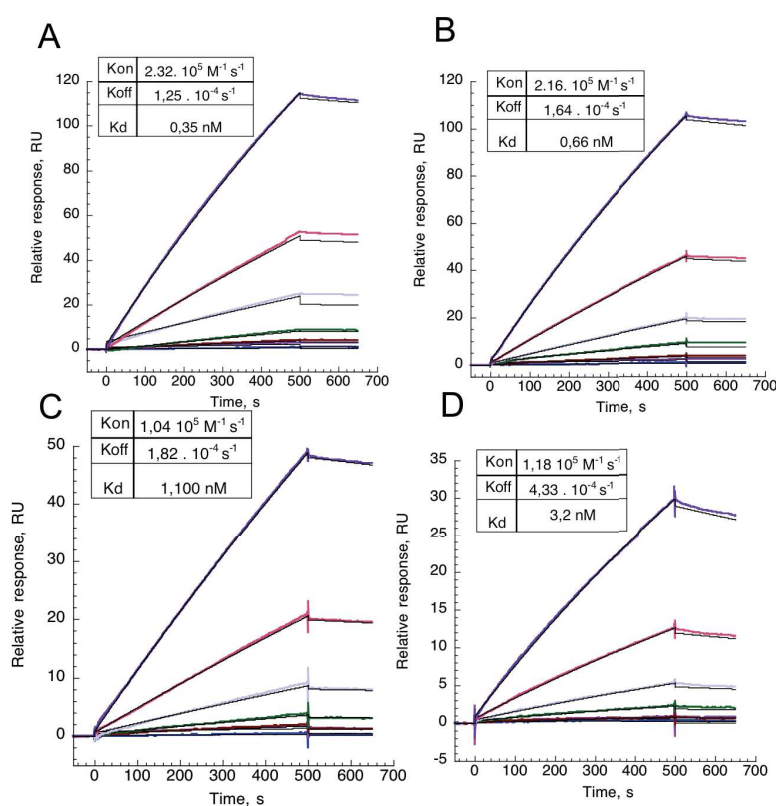 A
Kon 2.32. 10⁵ M⁻¹ s⁻¹
Koff 1,25 . 10⁻⁴ s⁻¹
Kd 0,35 nM
Relative response, RU
120
100
80
60
40
20
0
0 100 200 300 400 500 600 700
Time, s
B
Kon 2.16. 10⁵ M⁻¹ s⁻¹
Koff 1,64 . 10⁻⁴ s⁻¹
Kd 0,66 nM
Relative response, RU
120
100
80
60
40
20
0
0 100 200 300 400 500 600 700
Time, s
C
Kon 1,04 10⁵ M⁻¹ s⁻¹
Koff 1,82 . 10⁻⁴ s⁻¹
Kd 1,100 nM
Relative response, RU
50
40
30
20
10
0
0 100 200 300 400 500 600 700
Time, s
D
Kon 1,18 10⁵ M⁻¹ s⁻¹
Koff 4,33 . 10⁻⁴ s⁻¹
Kd 3,2 nM
Relative response, RU
35
30
25
20
15
10
5
0
-5
0 100 200 300 400 500 600 700
Time, s